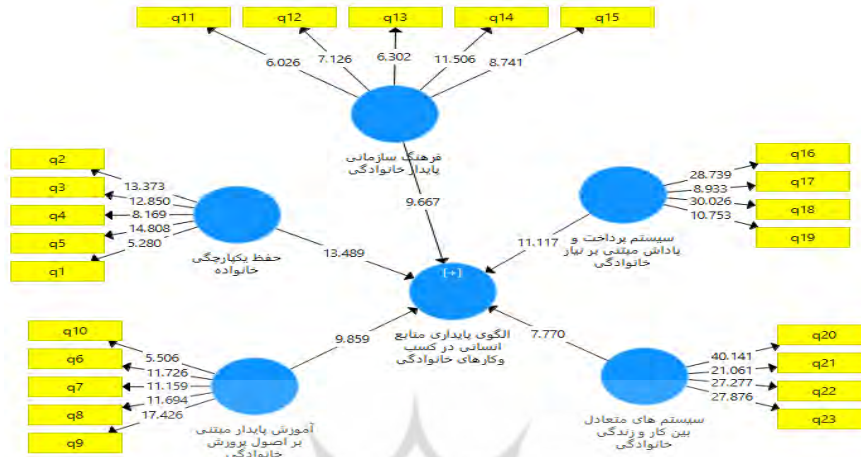 q11
q12
q13
q14
q15
6.026
7.126
6.302
11.506
8.741
فرهنگ سازمانی
پایدار خانوادگی
9.667
q2
q3
q4
q5
q1
13.373
12.850
8.169
14.808
5.280
حفظ یکپارچگی
خانواده
13.489
q16
q17
q18
q19
28.739
8.933
30.026
10.753
سیستم پرداخت و
پاداش مبتنی بر نیاز
خانوادگی
11.117
[+]
الگوی پایداری منابع
انسانی در کسب
وکارهای خانوادگی
q10
q6
q7
q8
q9
5.506
11.726
11.159
11.694
17.426
آموزش پایدار مبتنی
بر اصول پرورش
خانوادگی
9.859
q20
q21
q22
q23
40.141
21.061
27.277
27.876
سیستم های متعادل
بین کار و زندگی
خانوادگی
7.770